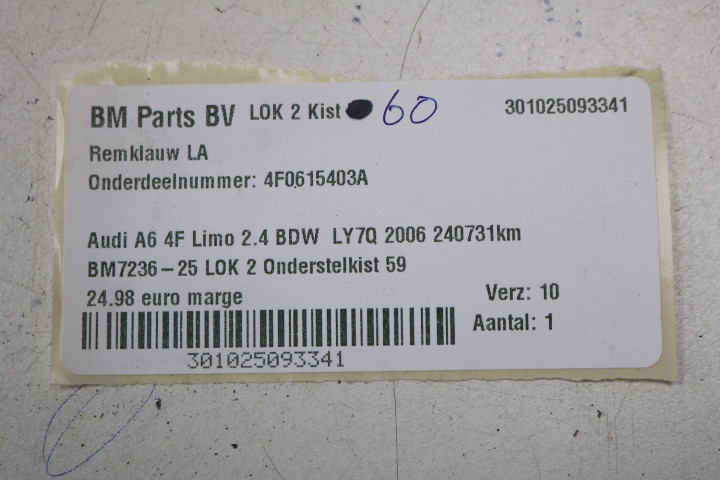 BM Parts BV LOK 2 Kist 60 301025093341
Remklauw LA
Onderdeelnummer: 4F0615403A
Audi A6 4F Limo 2.4 BDW LY7Q 2006 240731km
BM7236-25 LOK 2 Onderstelkist 59
24.98 euro marge Verz: 10
Aantal: 1
301025093341